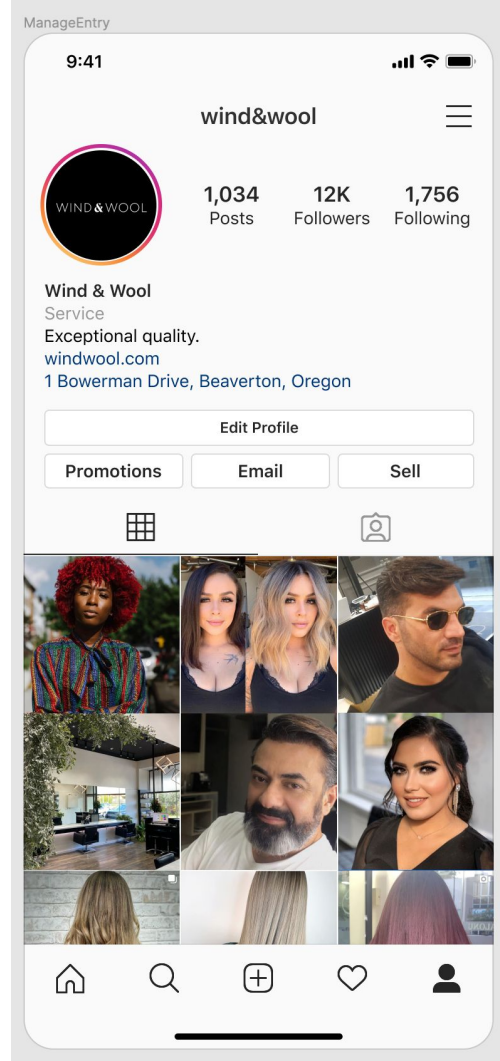 ManageEntry
9:41
wind&wool
WIND&WOOL
1,034 12K 1,756
Posts Followers Following
Wind & Wool
Service
Exceptional quality.
windwool.com
1 Bowerman Drive, Beaverton, Oregon
Edit Profile
Promotions Email Sell